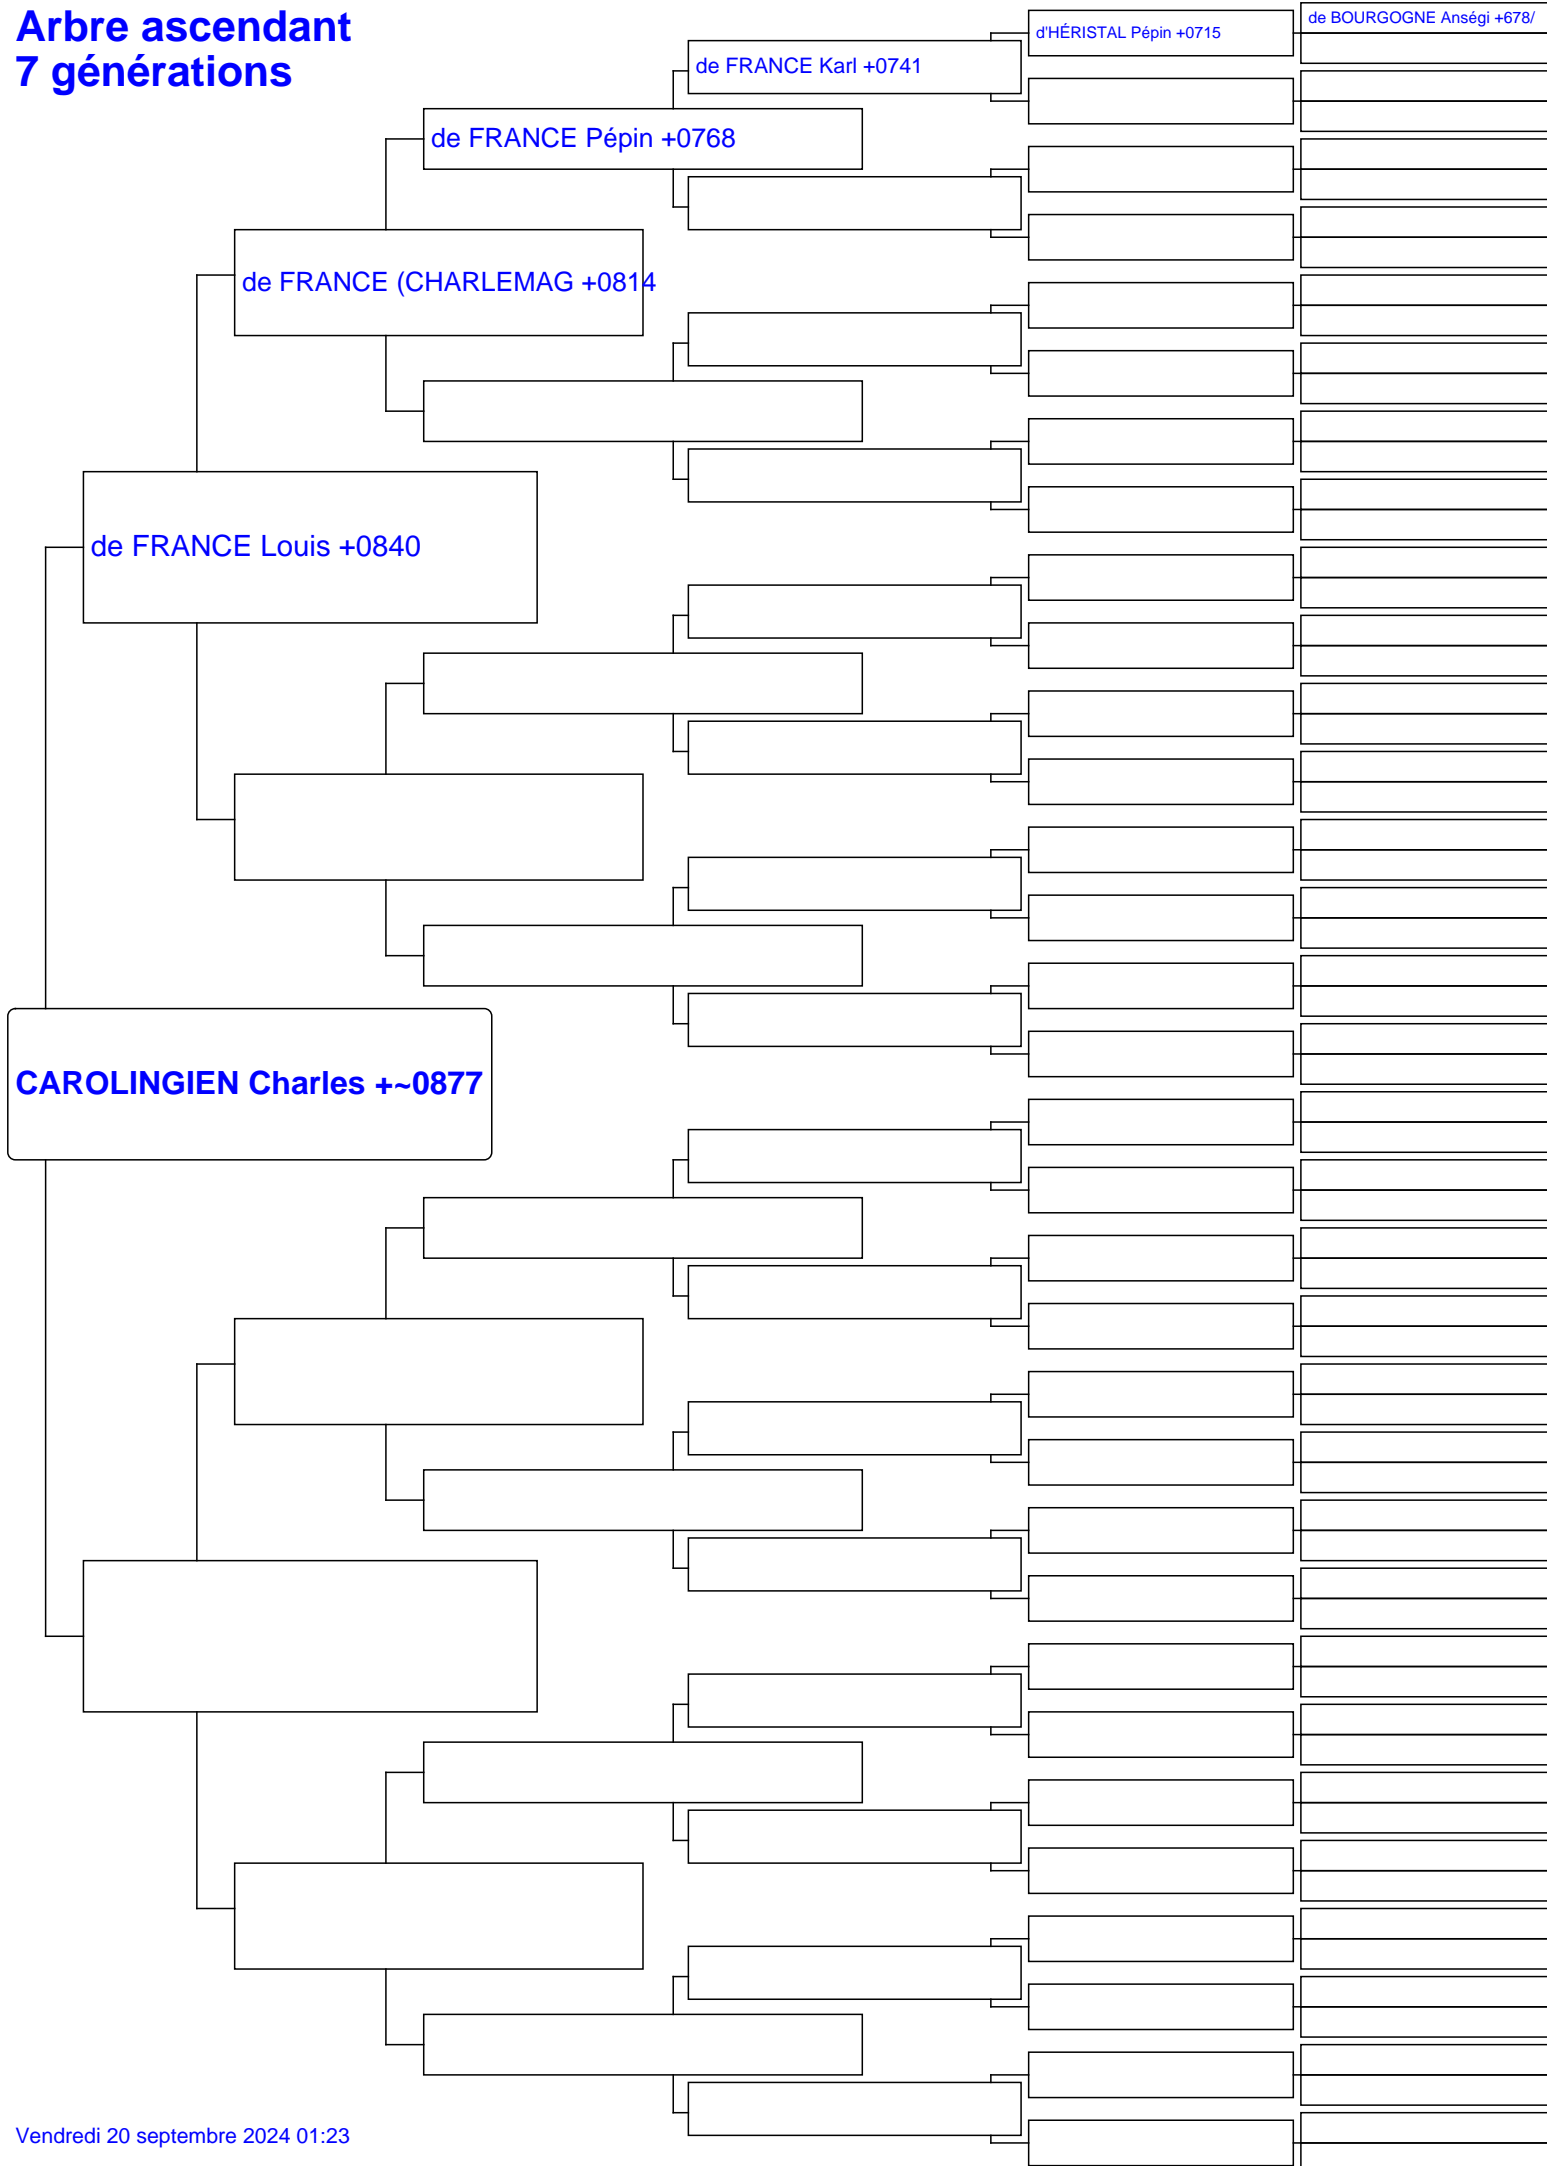 Arbre ascendant
7 générations
de BOURGOGNE Anségi +678/
d'HÉRISTAL Pépin +0715
de FRANCE Karl +0741
de FRANCE Pépin +0768
de FRANCE (CHARLEMAG +0814
de FRANCE Louis +0840
CAROLINGIEN Charles +~0877
Vendredi 20 septembre 2024 01:23